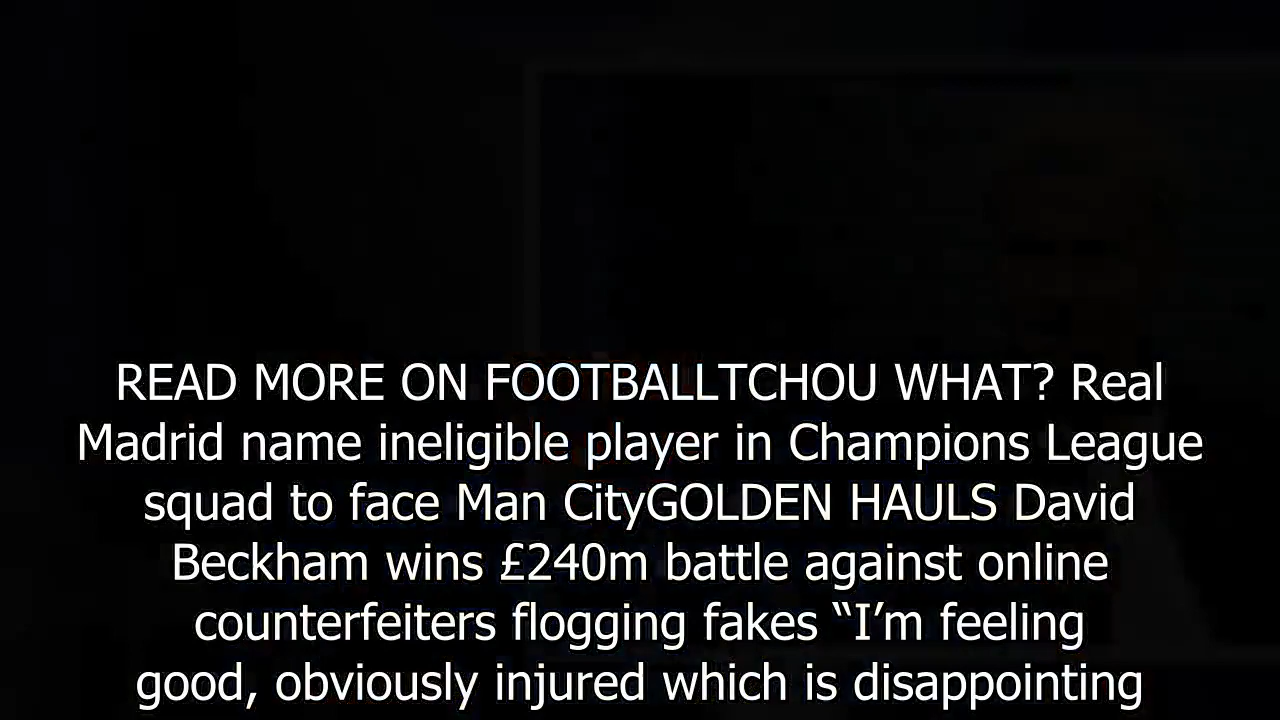 READ MORE ON FOOTBALLTCHOU WHAT? Real
Madrid name ineligible player in Champions League
squad to face Man CityGOLDEN HAULS David
Beckham wins £240m battle against online
counterfeiters flogging fakes “I’m feeling
good, obviously injured which is disappointing